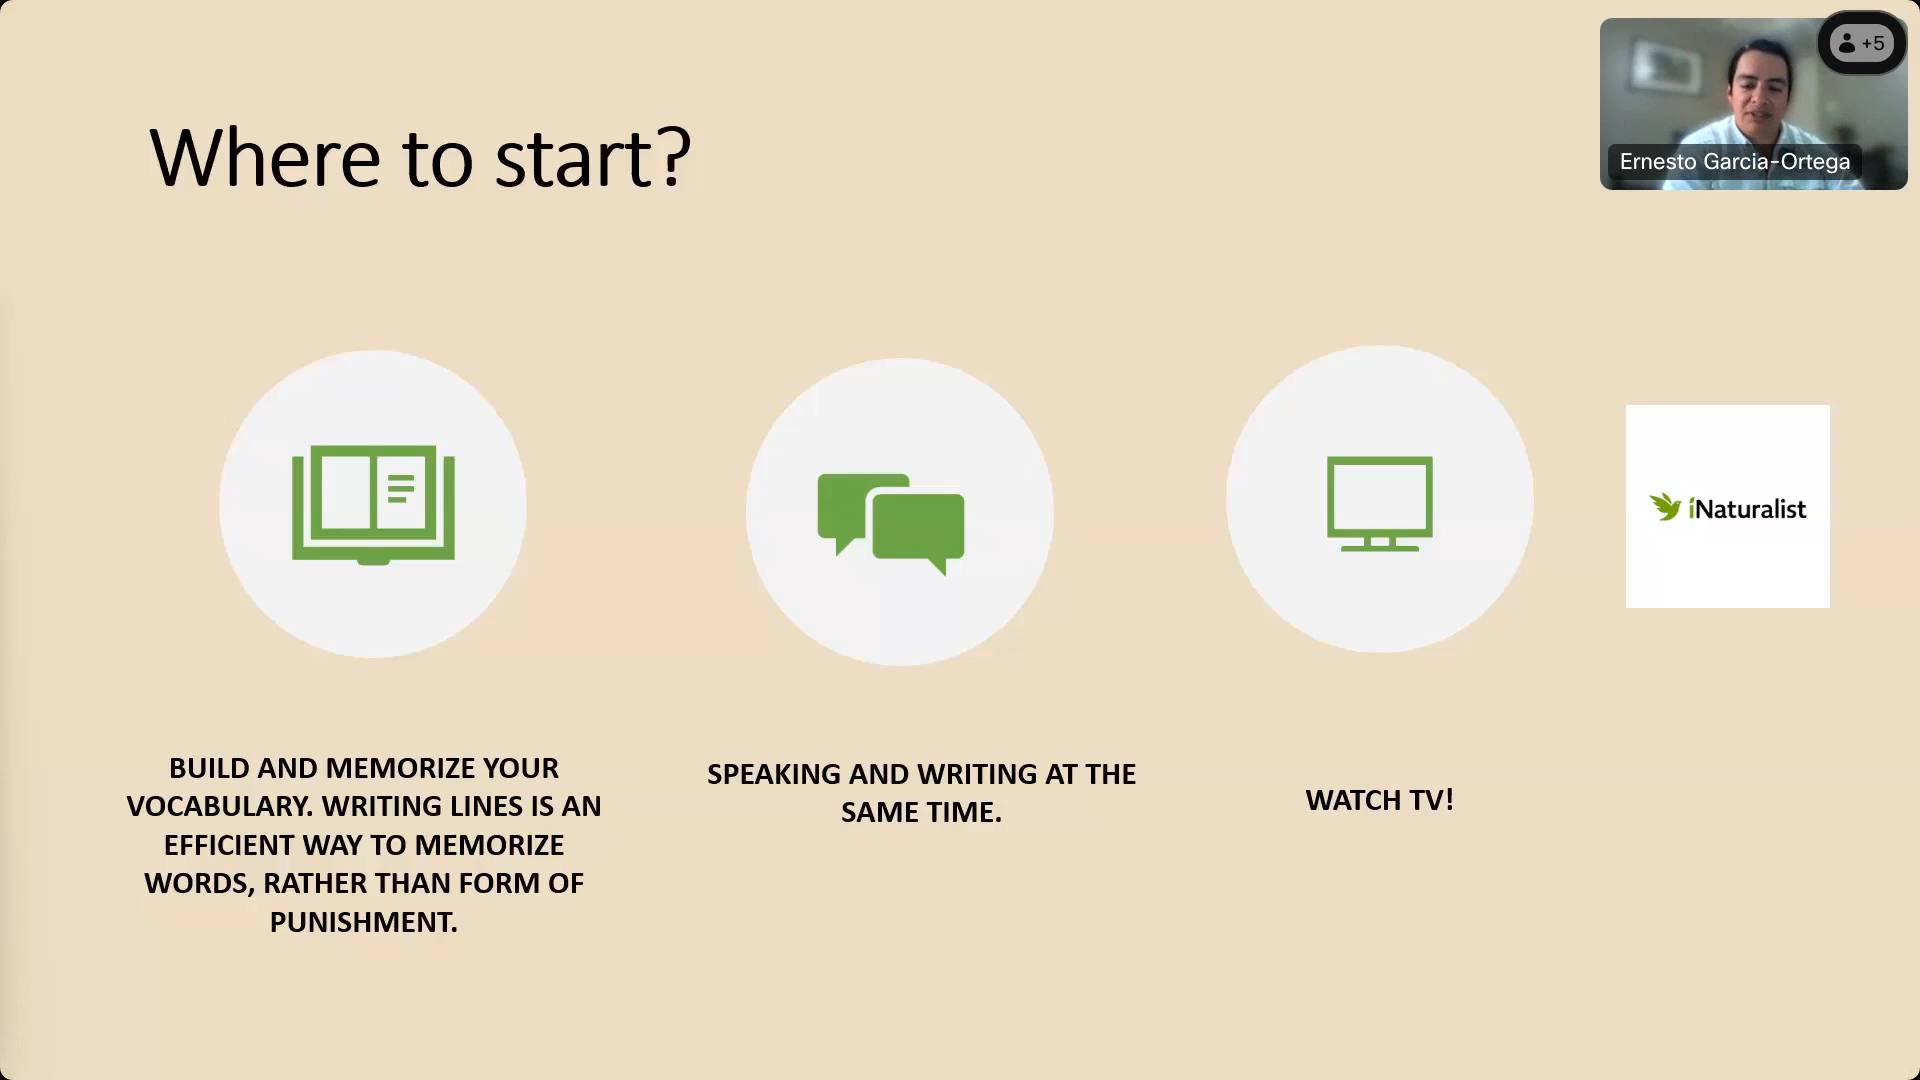 +5
Ernesto Garcia-Ortega
Where to start?
iNaturalist
BUILD AND MEMORIZE YOUR
VOCABULARY. WRITING LINES IS AN
EFFICIENT WAY TO MEMORIZE
WORDS, RATHER THAN FORM OF
PUNISHMENT.
SPEAKING AND WRITING AT THE
SAME TIME.
WATCH TV!